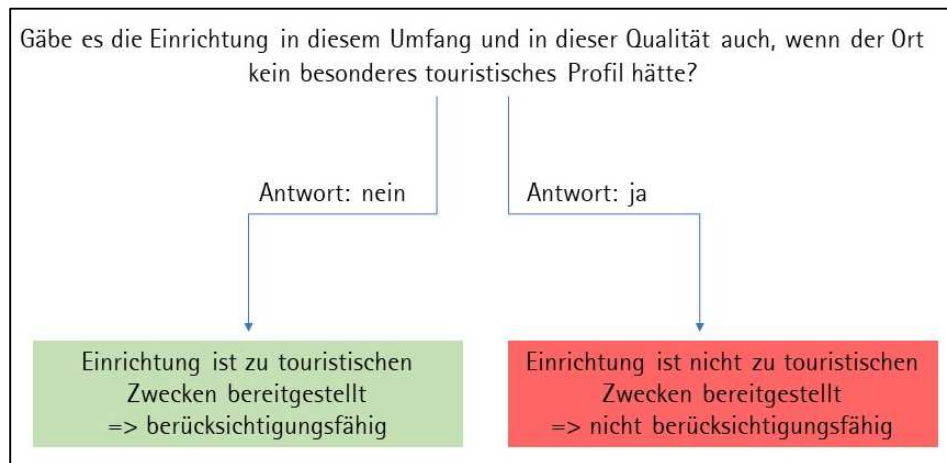 Gäbe es die Einrichtung in diesem Umfang und in dieser Qualität auch, wenn der Ort
kein besonderes touristisches Profil hätte?
Antwort: nein
Antwort: ja
Einrichtung ist zu touristischen
Zwecken bereitgestellt
=> berücksichtigungsfähig
Einrichtung ist nicht zu touristischen
Zwecken bereitgestellt
=> nicht berücksichtigungsfähig